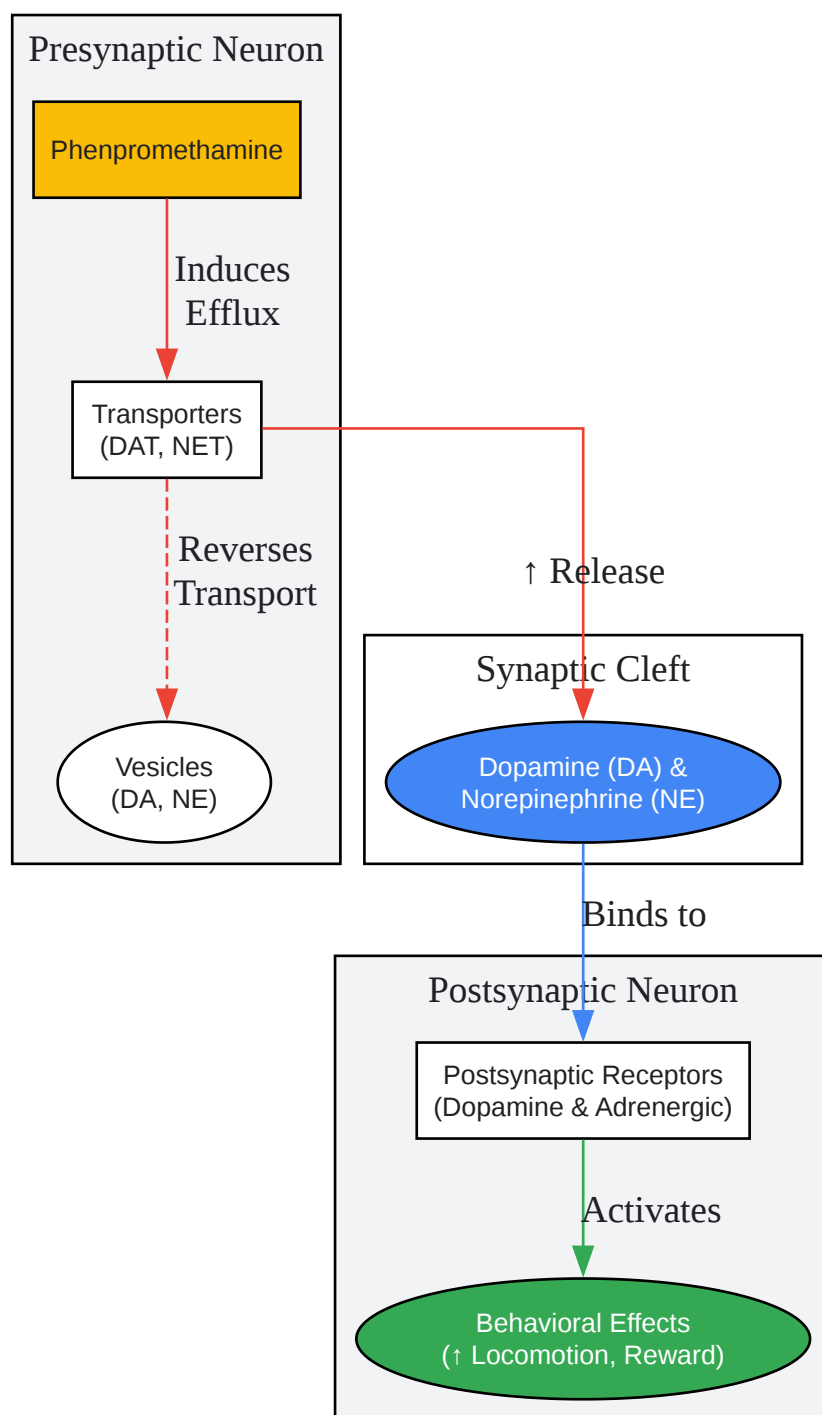 Presynaptic Neuron
Phenpromethamine
Induces
Efflux
Transporters
(DAT, NET)
Reverses
Transport
↑ Release
Synaptic Cleft
Vesicles
(DA, NE)
Dopamine (DA) &
Norepinephrine (NE)
Binds to
Postsynaptic Neuron
Postsynaptic Receptors
(Dopamine & Adrenergic)
Activates
Behavioral Effects
(↑ Locomotion, Reward)